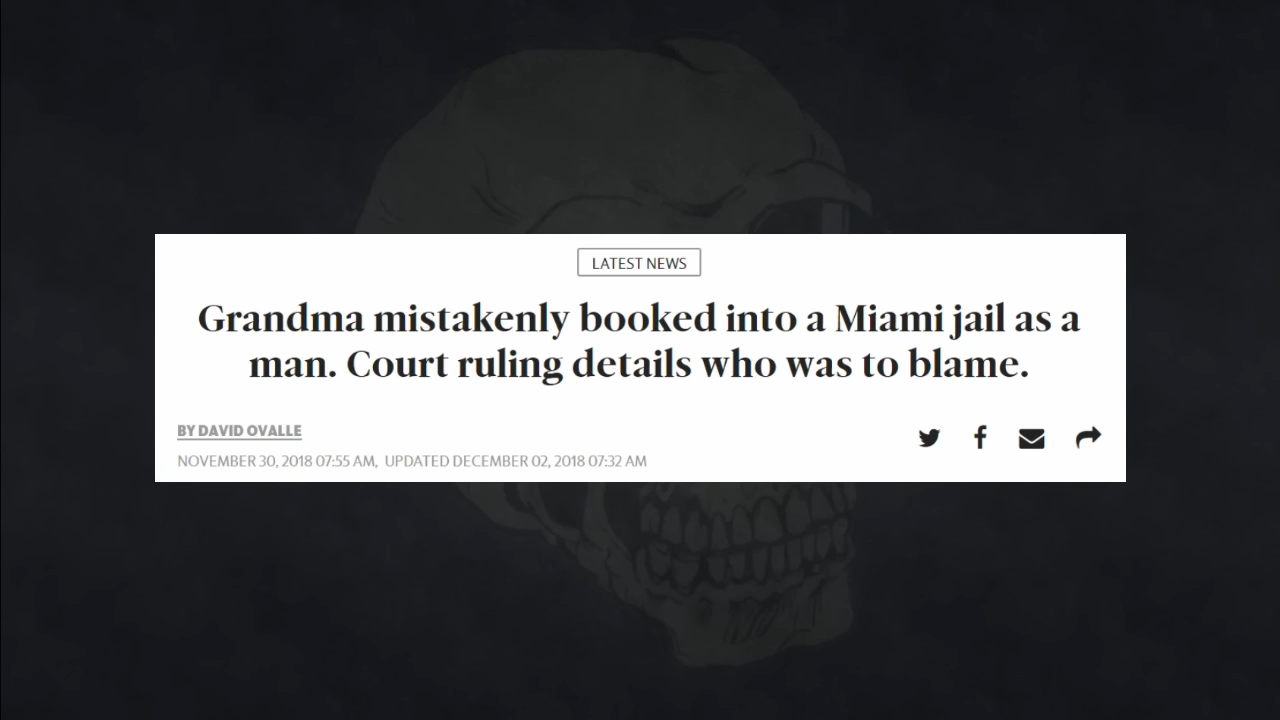 LATEST NEWS
Grandma mistakenly booked into a Miami jail as a
man. Court ruling details who was to blame.
BY DAVID OVALLE
NOVEMBER 30, 2018 07:55 AM, UPDATED DECEMBER 02, 2018 07:32 AM